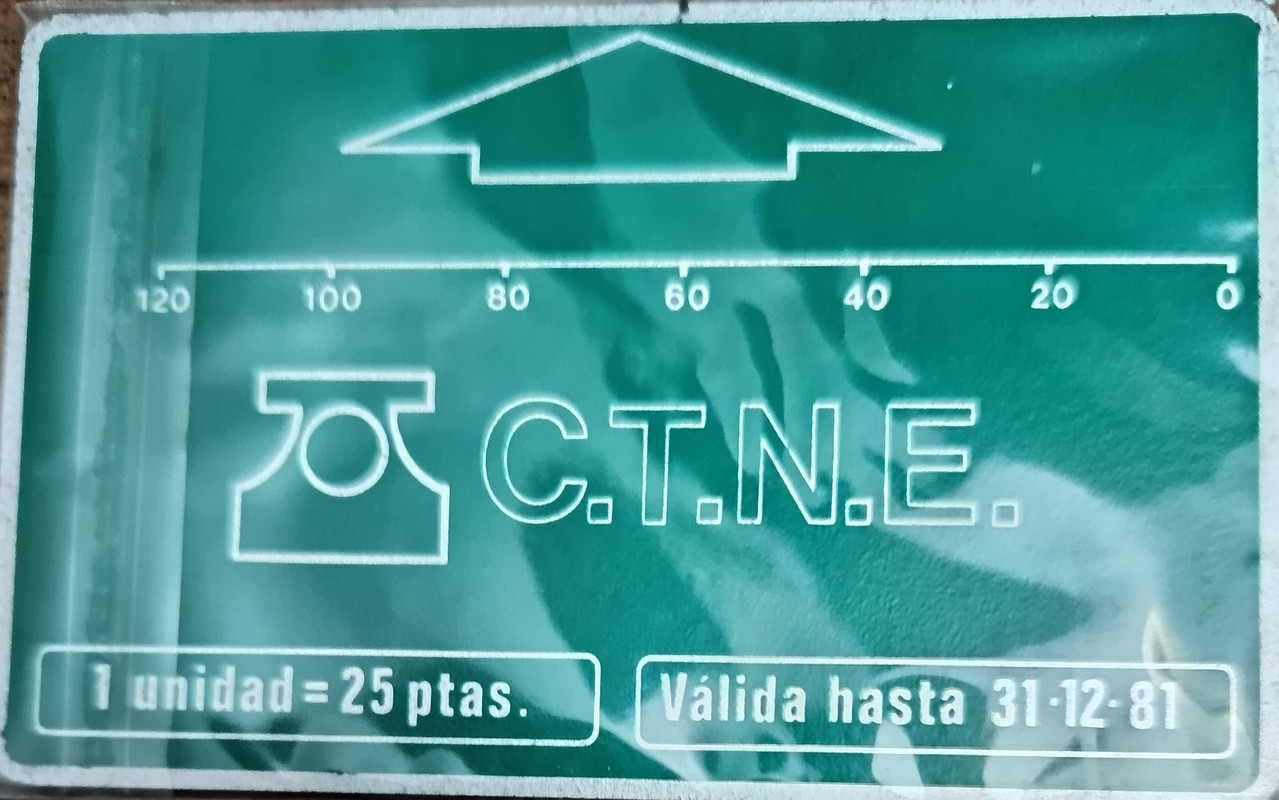 120 100 80 60 40 20 0
C.T.N.E.
1 unidad = 25 ptas.
Válida hasta 31·12·81